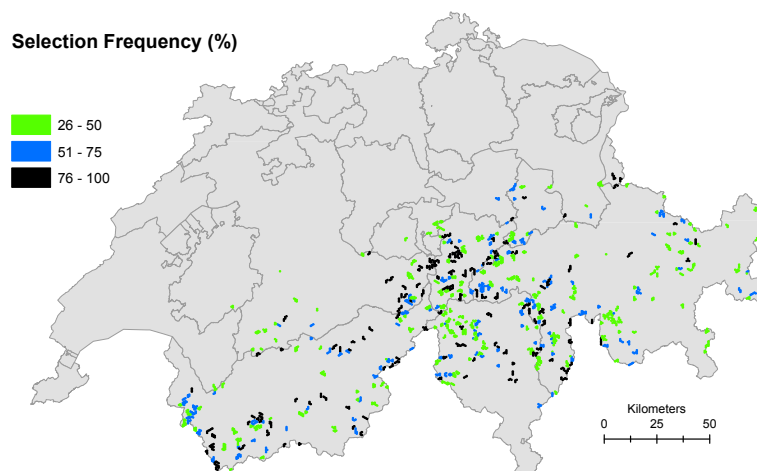 Selection Frequency (%)
26 - 50
51 - 75
76 - 100
Kilometers
0 25 50